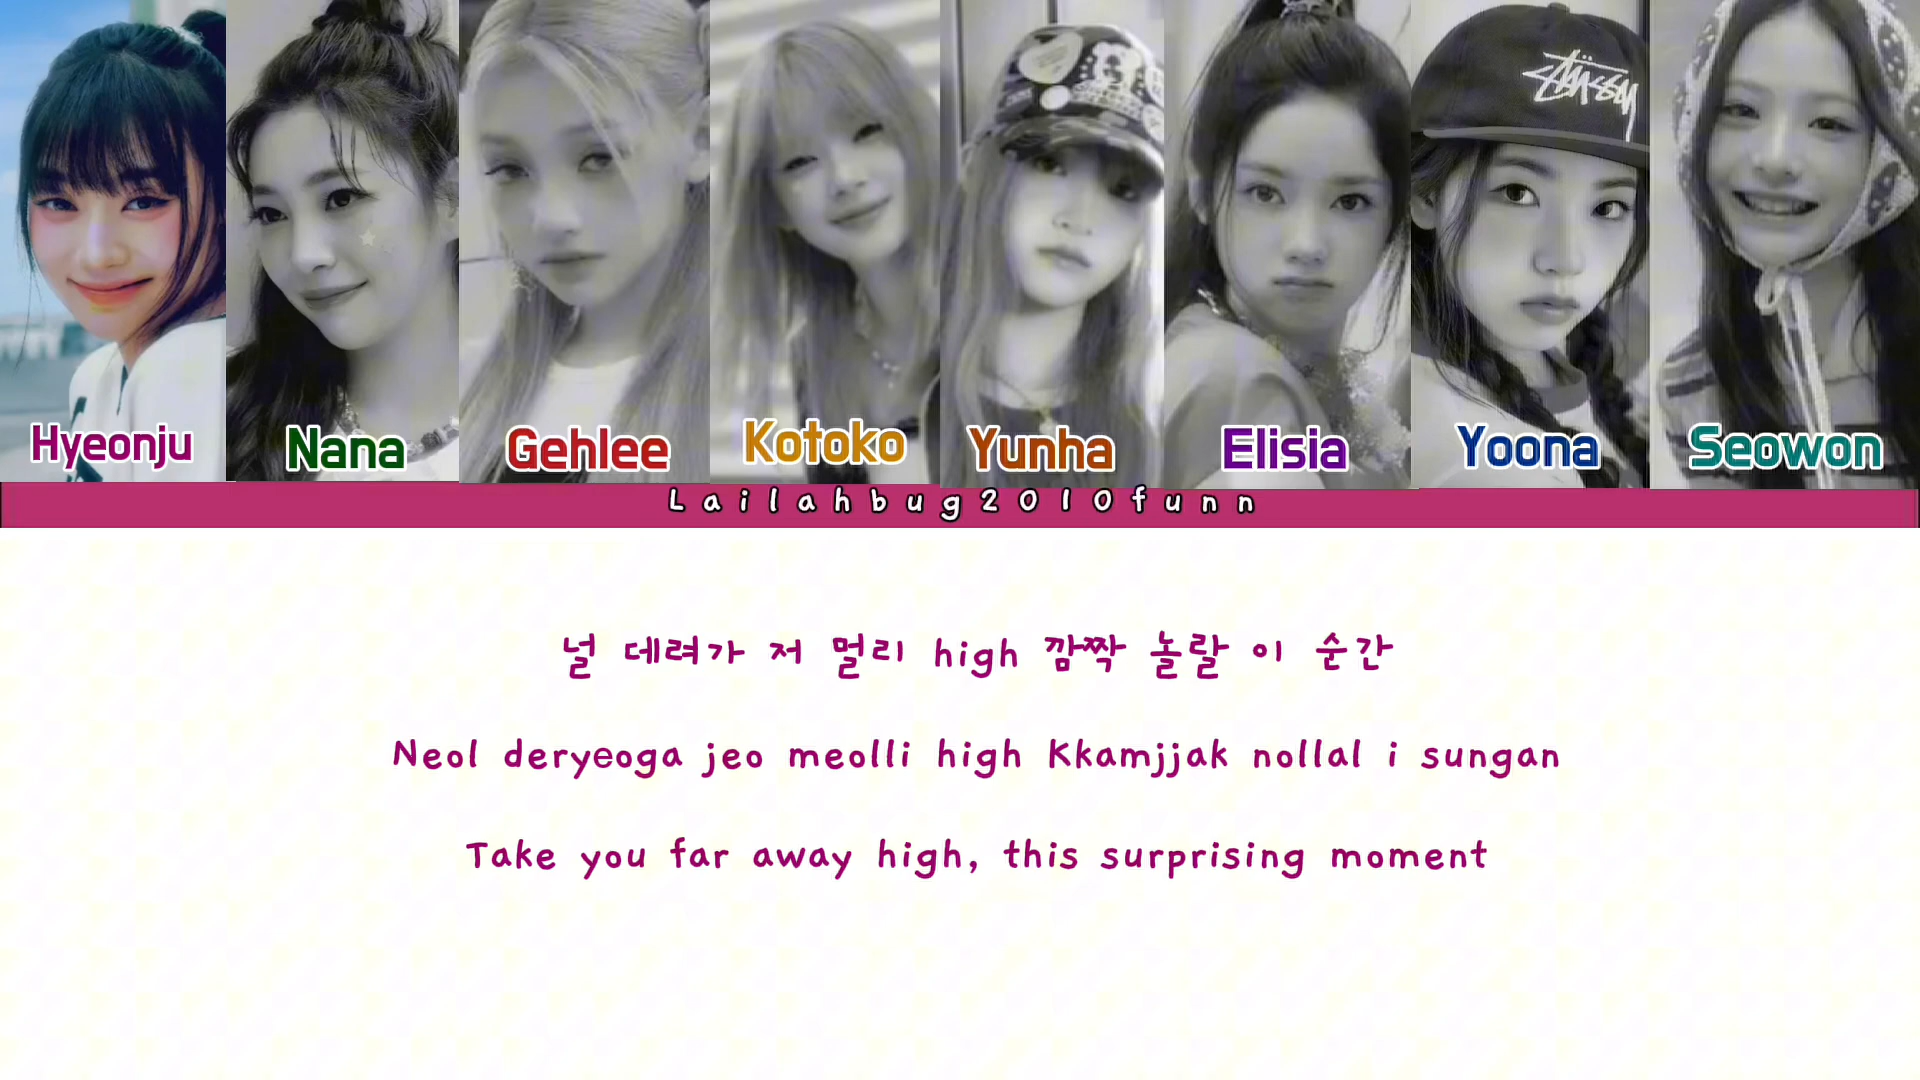 STÜSSY
Hyeonju Nana Gehlee Kotoko Yunha Elisia Yoona Seowon
Lailahbug2010funn
널 데려가 저 멀리 high 깜짝 놀랄 이 순간
Neol deryeoga jeo meolli high Kkamjjak nollal i sungan
Take you far away high, this surprising moment